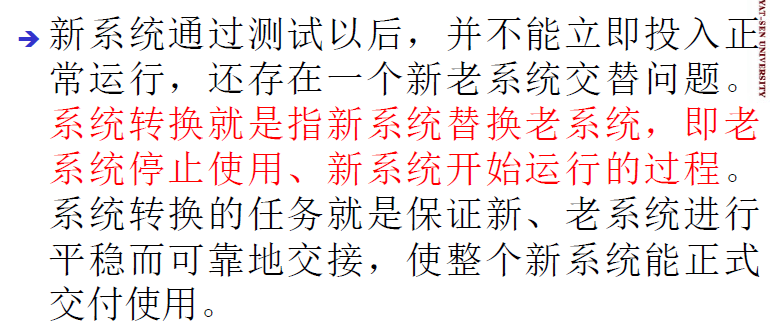 新系统通过测试以后，并不能立即投入正
常运行，还存在一个新老系统交替问题。
系统转换就是指新系统替换老系统，即老
系统停止使用、新系统开始运行的过程。
系统转换的任务就是保证新、老系统进行
平稳而可靠地交接，使整个新系统能正式
交付使用。
YAT-SEN UNIVERSITY